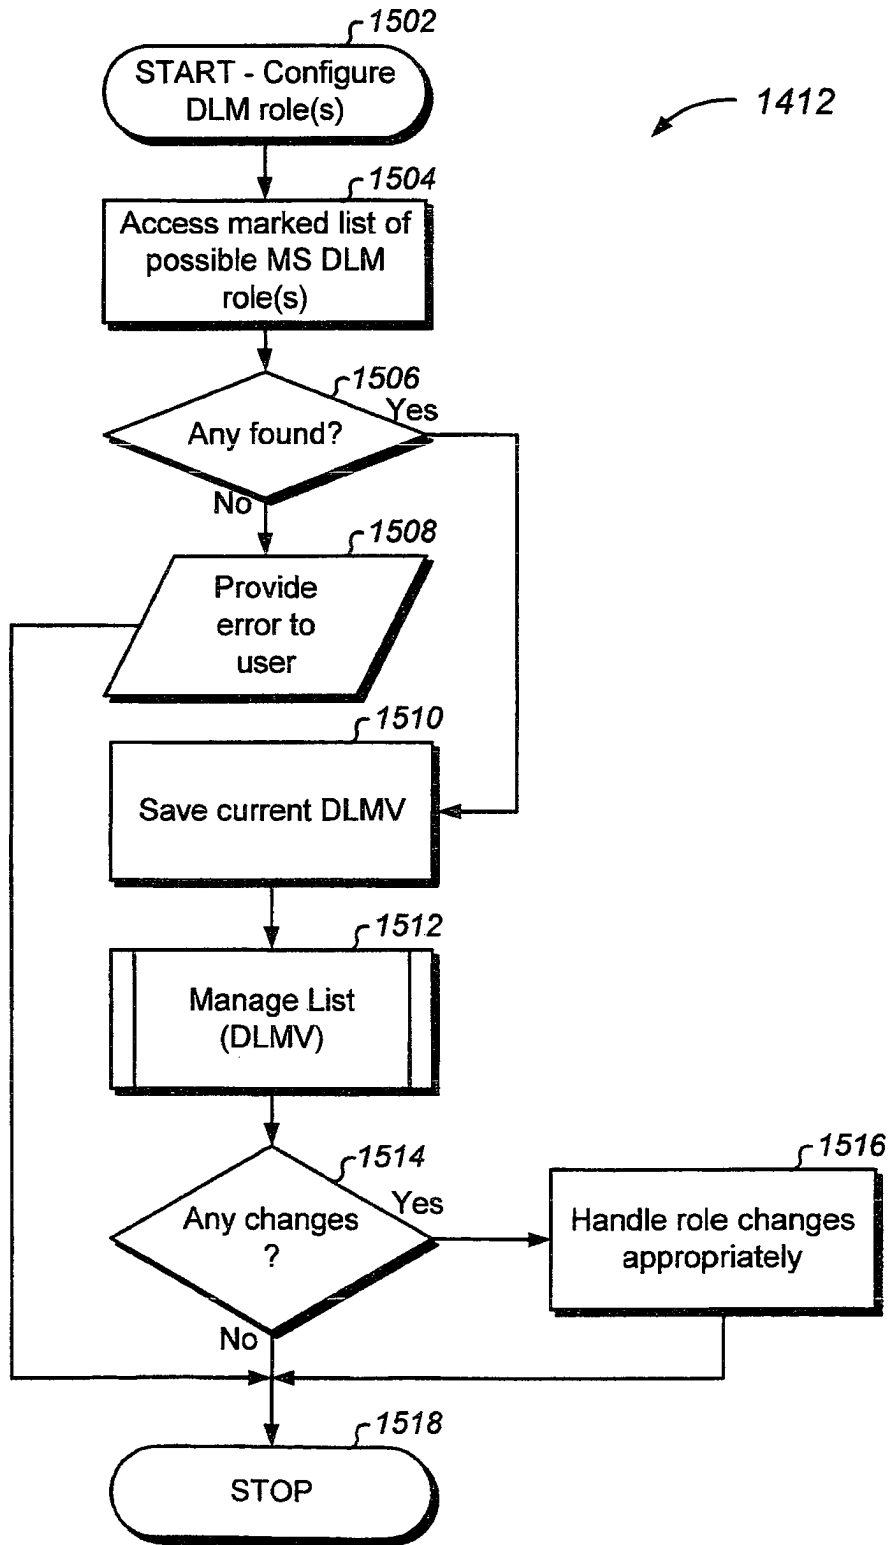 1502
START - Configure
DLM role(s)
1412
1504
Access marked list of
possible MS DLM
role(s)
1506
Yes
Any found?
No
1508
Provide
error to
user
1510
Save current DLMV
1512
Manage List
(DLMV)
1514
Yes
Any changes
?
No
1516
Handle role changes
appropriately
1518
STOP